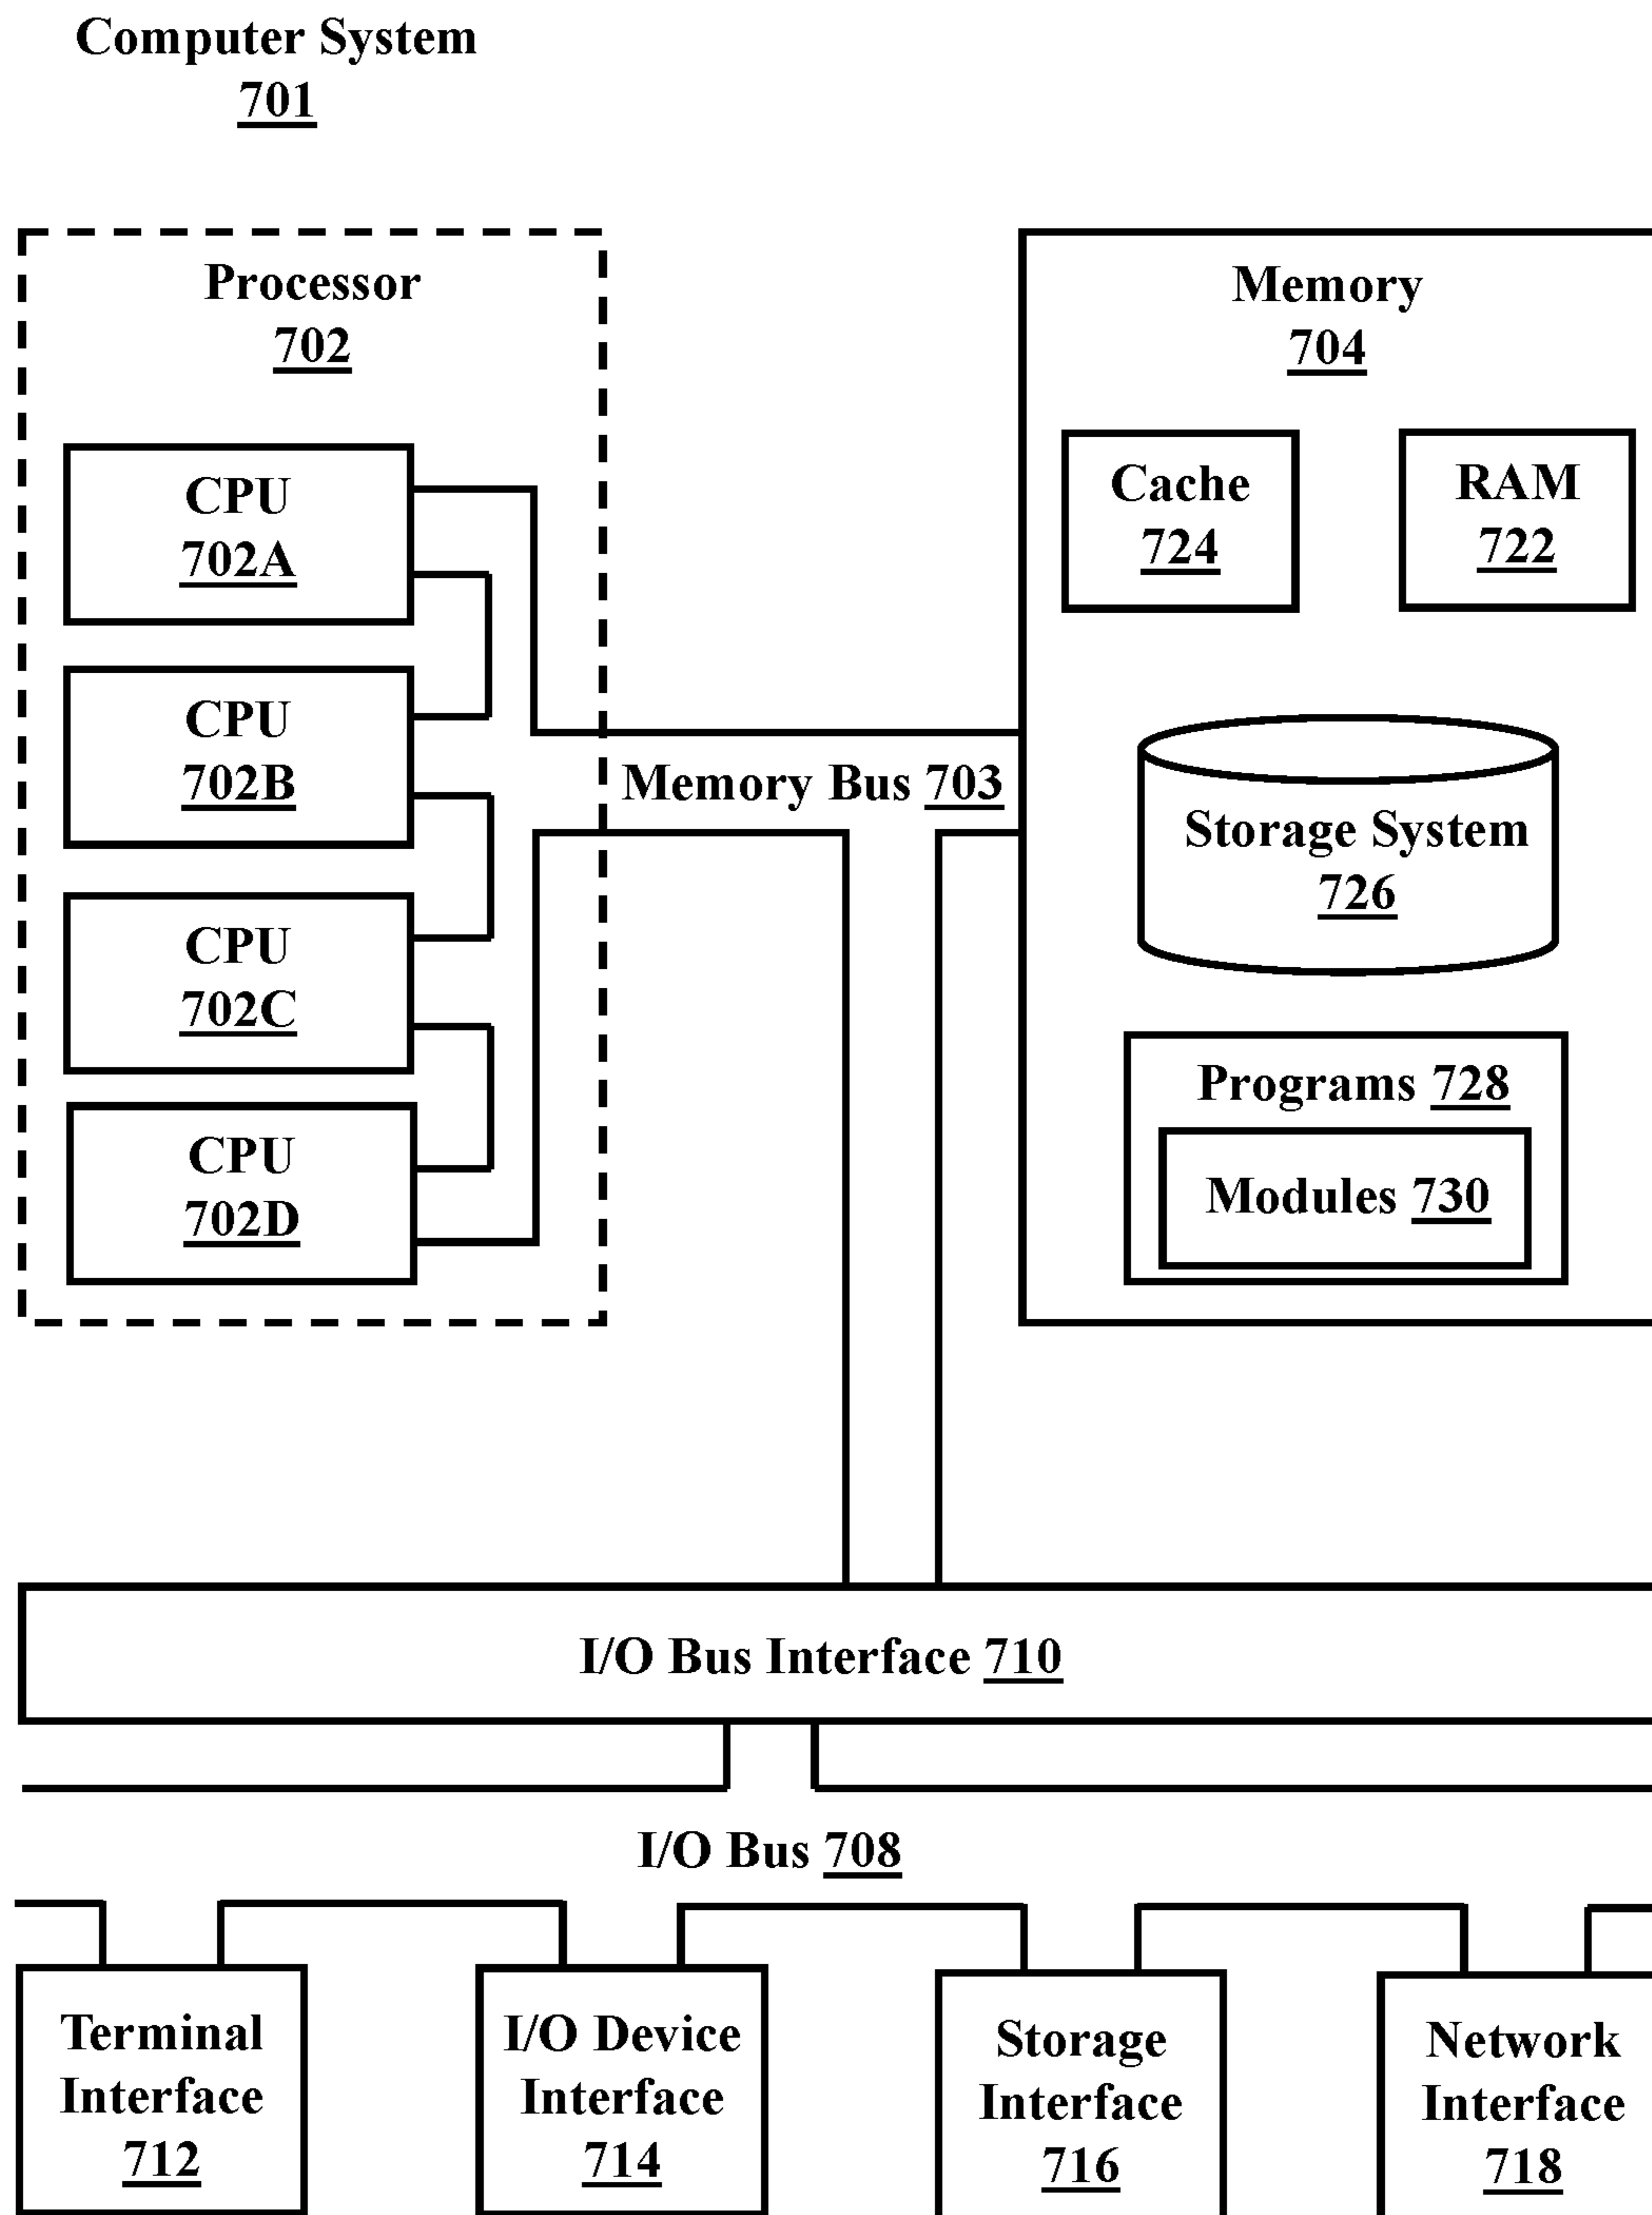 Computer System
701
Processor
702
CPU
702A
CPU
702B
CPU
702C
CPU
702D
Memory Bus 703
Memory
704
Cache
724
RAM
722
Storage System
726
Programs 728
Modules 730
I/O Bus Interface 710
I/O Bus 708
Terminal
Interface
712
I/O Device
Interface
714
Storage
Interface
716
Network
Interface
718